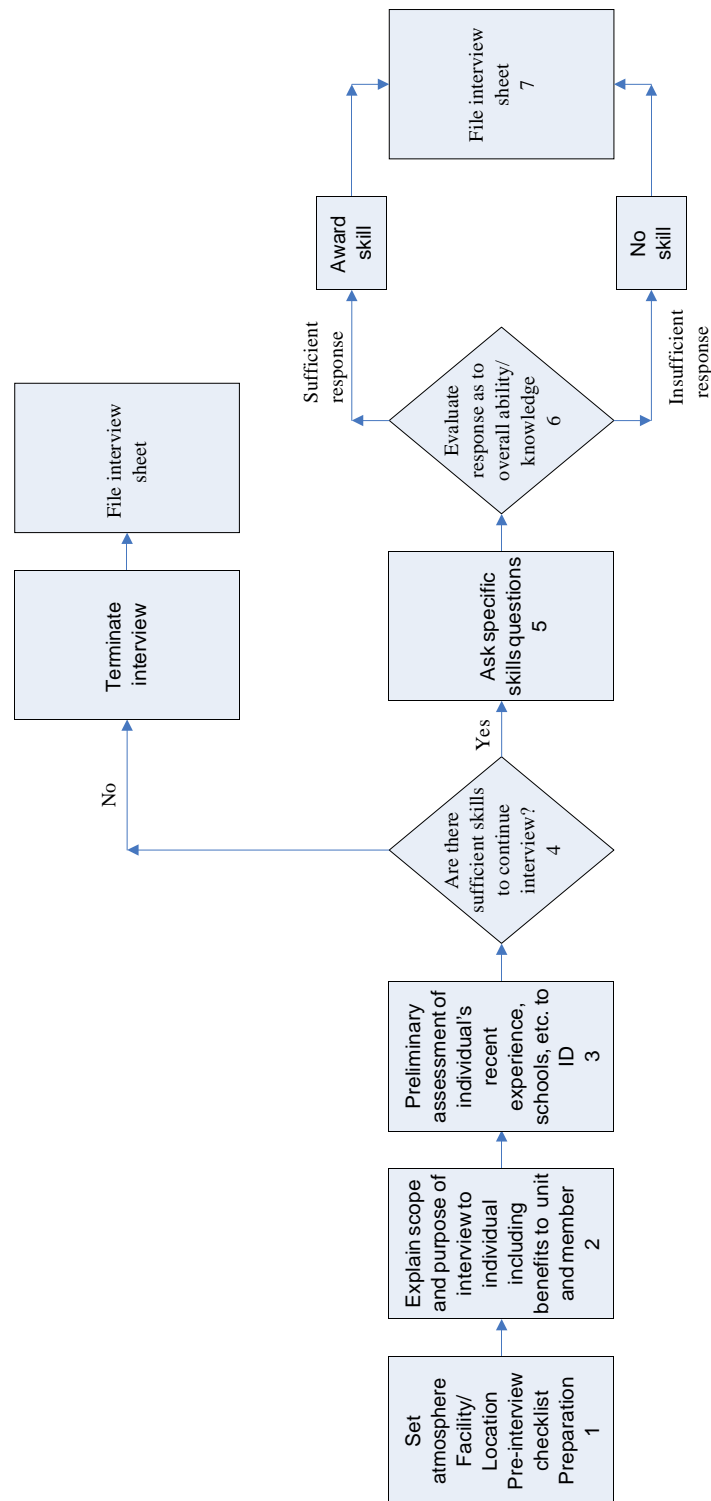 Set
atmosphere
Facility/
Location
Pre-interview
checklist
Preparation
1
Explain scope
and purpose of
interview to
individual
including
benefits to unit
and member
2
Preliminary
assessment of
individual's
recent
experience,
schools, etc. to
ID
3
Are there
sufficient skills
to continue
interview?
4
No
Terminate
interview
File interview
sheet
Yes
Ask specific
skills questions
5
Evaluate
response as to
overall ability/
knowledge
6
Sufficient
response
Award
skill
Insufficient
response
No
skill
File interview
sheet
7